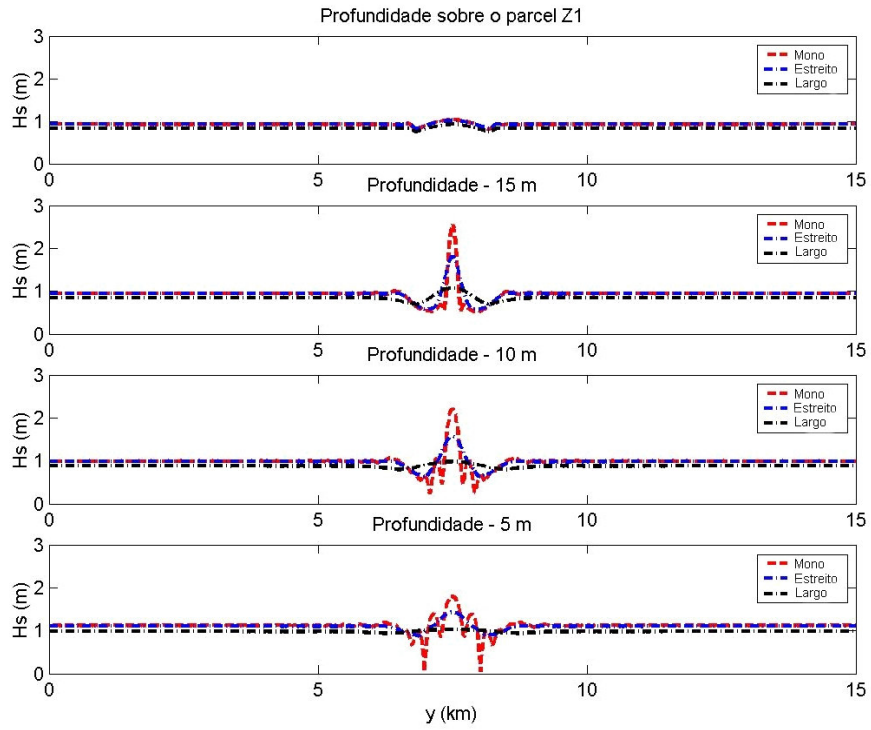 Profundidade sobre o parcel Z1
3
2
1
0
Hs (m)
Mono
Estreito
Largo
0 5 10 15
Profundidade - 15 m
3
2
1
0
Hs (m)
Mono
Estreito
Largo
0 5 10 15
Profundidade - 10 m
3
2
1
0
Hs (m)
Mono
Estreito
Largo
0 5 10 15
Profundidade - 5 m
3
2
1
0
Hs (m)
Mono
Estreito
Largo
0 5 10 15
y (km)